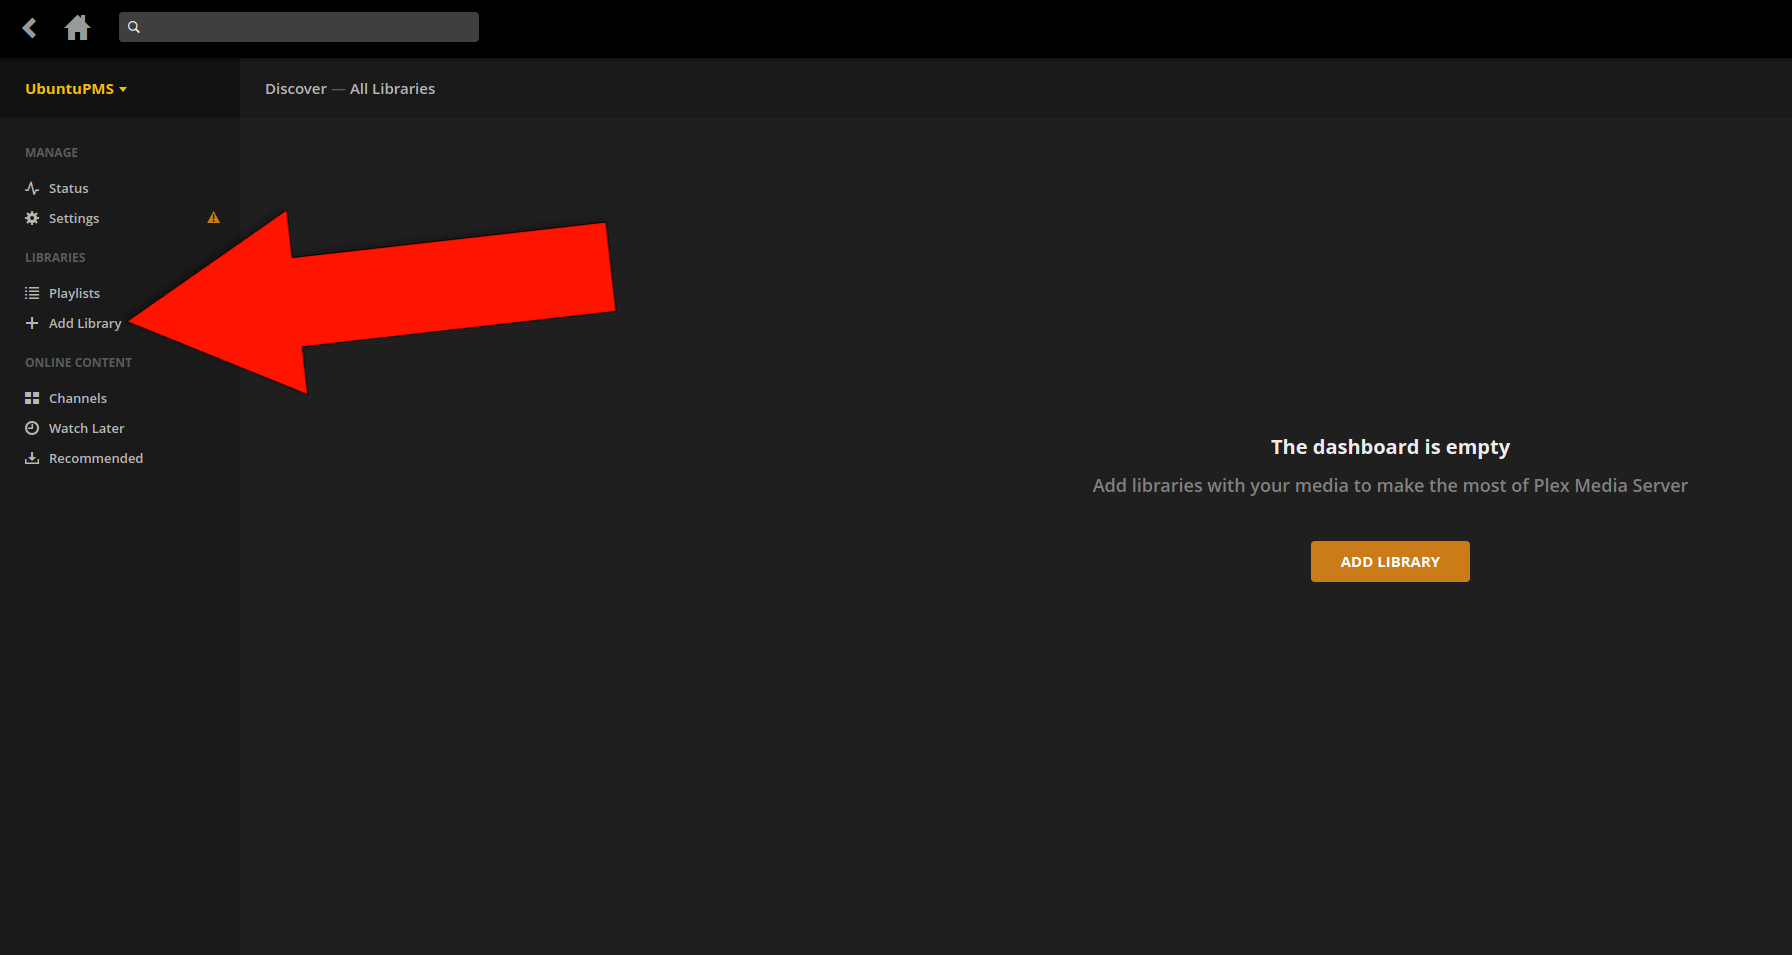 UbuntuPMS
Discover — All Libraries
MANAGE
Status
Settings
LIBRARIES
Playlists
Add Library
ONLINE CONTENT
Channels
Watch Later
Recommended
The dashboard is empty
Add libraries with your media to make the most of Plex Media Server
ADD LIBRARY